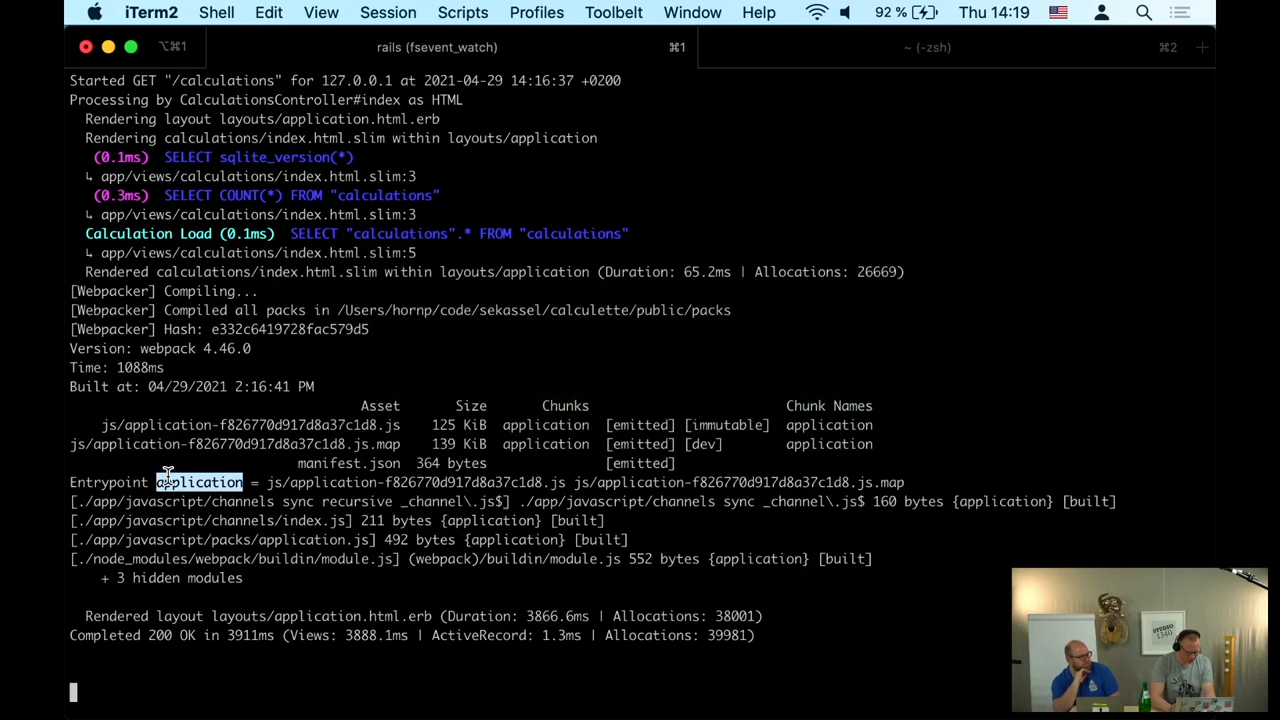 iTerm2 Shell Edit View Session Scripts Profiles Toolbelt Window Help 92 % Thu 14:19
⌥⌘1 rails (fsevent_watch) ⌘1 ~ (-zsh) ⌘2 +
Started GET "/calculations" for 127.0.0.1 at 2021-04-29 14:16:37 +0200
Processing by CalculationsController#index as HTML
Rendering layout layouts/application.html.erb
Rendering calculations/index.html.slim within layouts/application
(0.1ms) SELECT sqlite_version(*)
↳ app/views/calculations/index.html.slim:3
(0.3ms) SELECT COUNT(*) FROM "calculations"
↳ app/views/calculations/index.html.slim:3
Calculation Load (0.1ms) SELECT "calculations".* FROM "calculations"
↳ app/views/calculations/index.html.slim:5
Rendered calculations/index.html.slim within layouts/application (Duration: 65.2ms | Allocations: 26669)
[Webpacker] Compiling...
[Webpacker] Compiled all packs in /Users/hornp/code/sekassel/calculette/public/packs
[Webpacker] Hash: e332c6419728fac579d5
Version: webpack 4.46.0
Time: 1088ms
Built at: 04/29/2021 2:16:41 PM
Asset Size Chunks Chunk Names
js/application-f826770d917d8a37c1d8.js 125 KiB application [emitted] [immutable] application
js/application-f826770d917d8a37c1d8.js.map 139 KiB application [emitted] [dev] application
manifest.json 364 bytes [emitted]
Entrypoint application = js/application-f826770d917d8a37c1d8.js js/application-f826770d917d8a37c1d8.js.map
[./app/javascript/channels sync recursive _channel\.js$] ./app/javascript/channels sync _channel\.js$ 160 bytes {application} [built]
[./app/javascript/channels/index.js] 211 bytes {application} [built]
[./app/javascript/packs/application.js] 492 bytes {application} [built]
[./node_modules/webpack/buildin/module.js] (webpack)/buildin/module.js 552 bytes {application} [built]
+ 3 hidden modules
Rendered layout layouts/application.html.erb (Duration: 3866.6ms | Allocations: 38001)
Completed 200 OK in 3911ms (Views: 3888.1ms | ActiveRecord: 1.3ms | Allocations: 39981)
STUDIO
1340